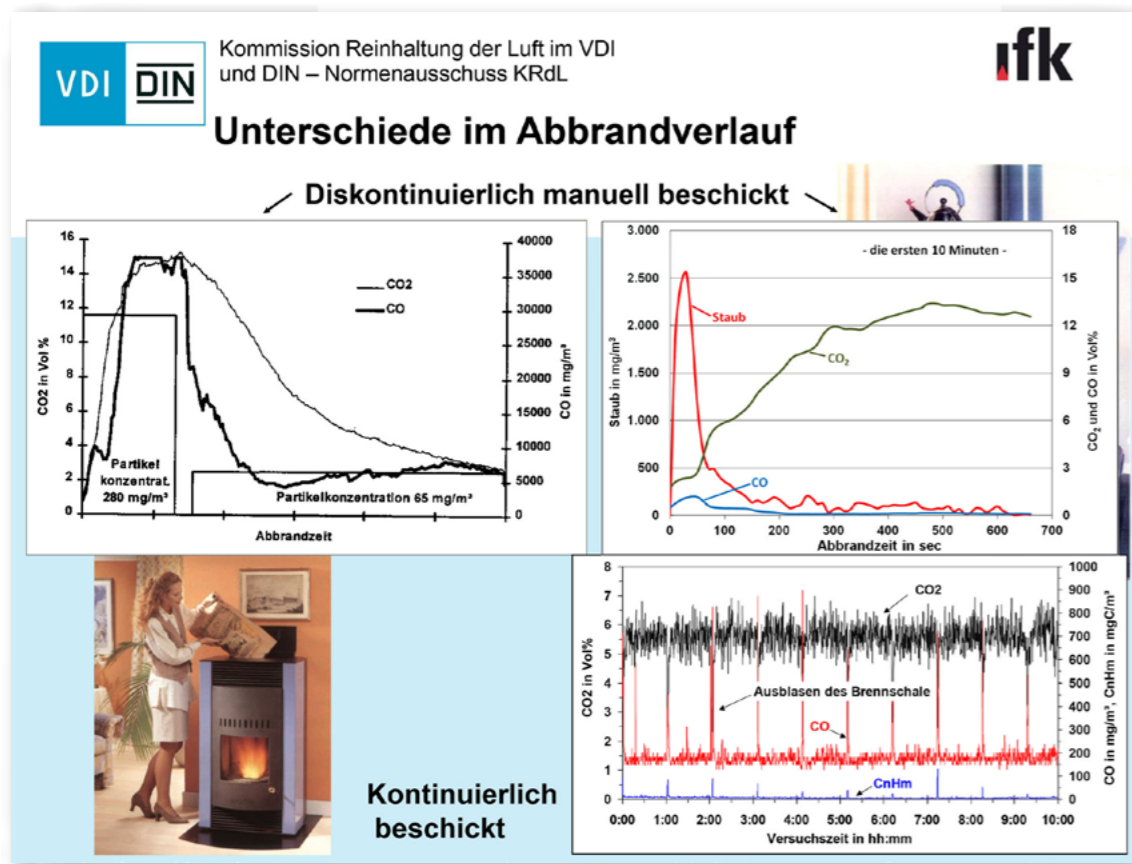 VDI DIN
Kommission Reinhaltung der Luft im VDI
und DIN – Normenausschuss KRdL
ifk
Unterschiede im Abbrandverlauf
Diskontinuierlich manuell beschickt
16
14
12
10
8
6
4
2
0
CO2 in Vol %
40000
35000
30000
25000
20000
15000
10000
5000
0
CO in mg/m³
CO2
CO
Partikel
konzentrat.
280 mg/m³
Partikelkonzentration 65 mg/m³
Abbrandzeit
3.000
2.500
2.000
1.500
1.000
500
0
Staub in mg/m³
18
15
12
9
6
3
0
CO₂ und CO in Vol%
- die ersten 10 Minuten -
Staub
CO₂
CO
0 100 200 300 400 500 600 700
Abbrandzeit in sec
8
7
6
5
4
3
2
1
0
CO2 in Vol%
1000
900
800
700
600
500
400
300
200
100
0
CO in mg/m³, CnHm in mgC/m³
CO2
Ausblasen des Brennschale
CO
CnHm
0:00 1:00 2:00 3:00 4:00 5:00 6:00 7:00 8:00 9:00 10:00
Versuchszeit in hh:mm
Kontinuierlich
beschickt